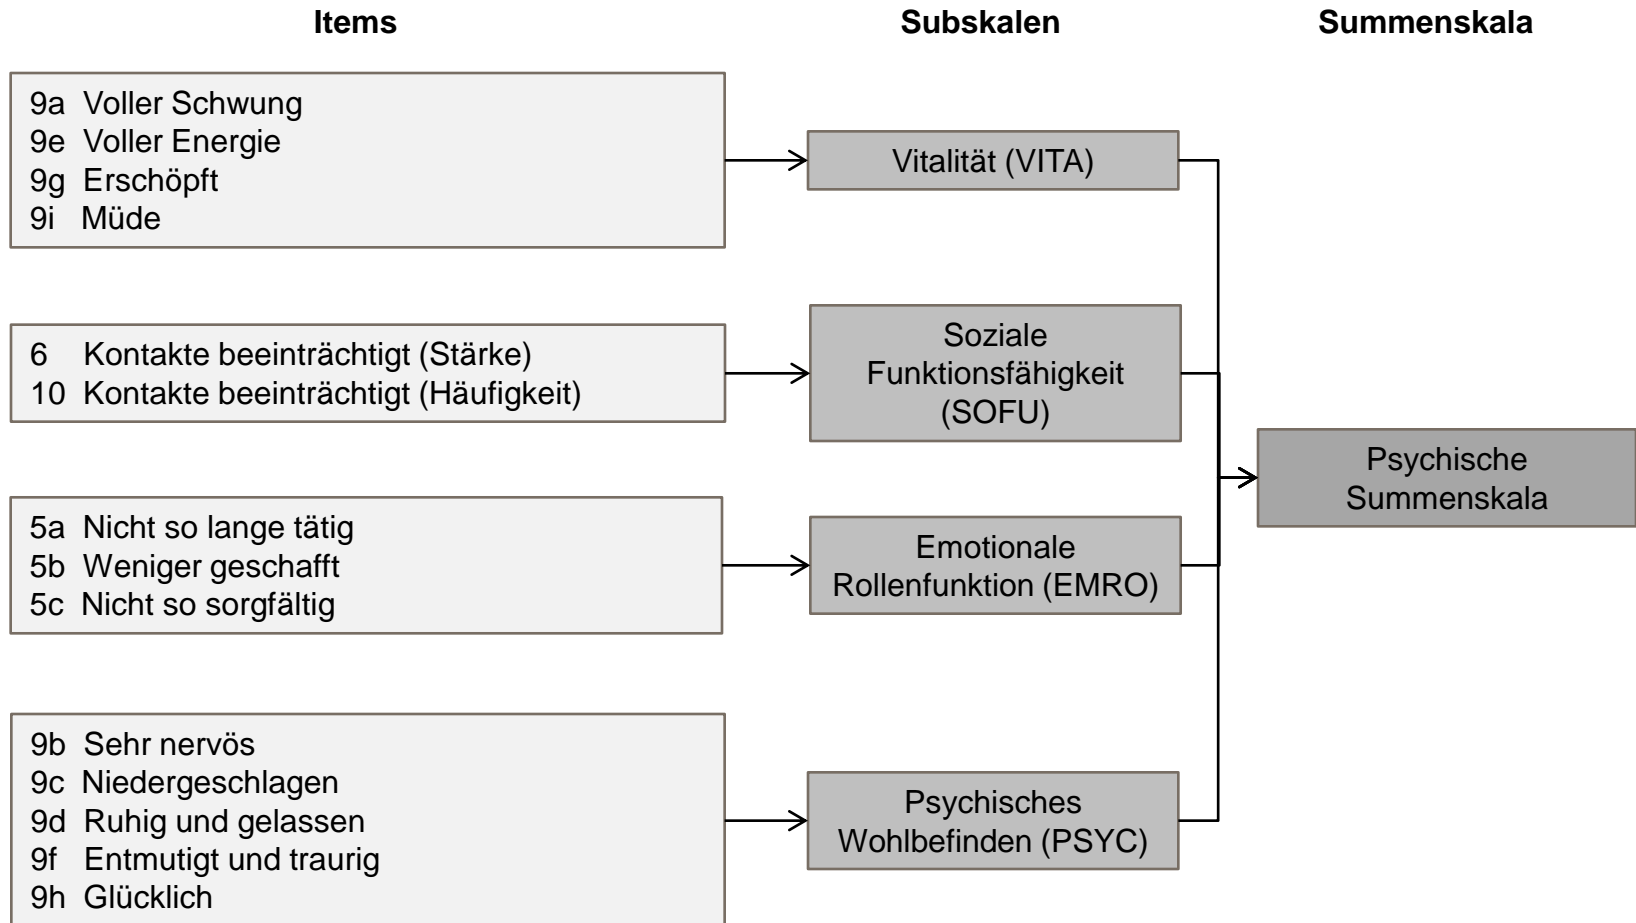 Items
Subskalen
Summenskala
9a Voller Schwung
9e Voller Energie
9g Erschöpft
9i Müde
Vitalität (VITA)
6 Kontakte beeinträchtigt (Stärke)
10 Kontakte beeinträchtigt (Häufigkeit)
Soziale
Funktionsfähigkeit
(SOFU)
5a Nicht so lange tätig
5b Weniger geschafft
5c Nicht so sorgfältig
Emotionale
Rollenfunktion (EMRO)
9b Sehr nervös
9c Niedergeschlagen
9d Ruhig und gelassen
9f Entmutigt und traurig
9h Glücklich
Psychisches
Wohlbefinden (PSYC)
Psychische
Summenskala